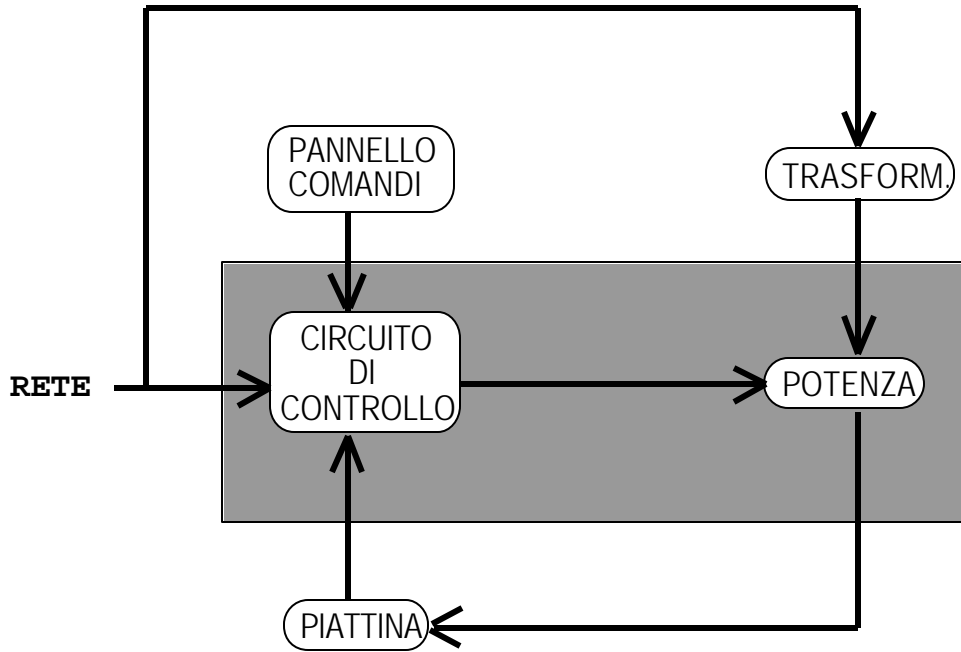 PANNELLO
COMANDI
TRASFORM.
CIRCUITO
DI
CONTROLLO
RETE
POTENZA
PIATTINA